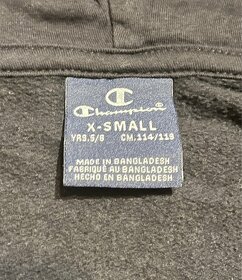 Champion
X-SMALL
YRS.5/6 CM.114/119
MADE IN BANGLADESH
FABRIQUÉ AU BANGLADESH
HECHO EN BANGLADESH